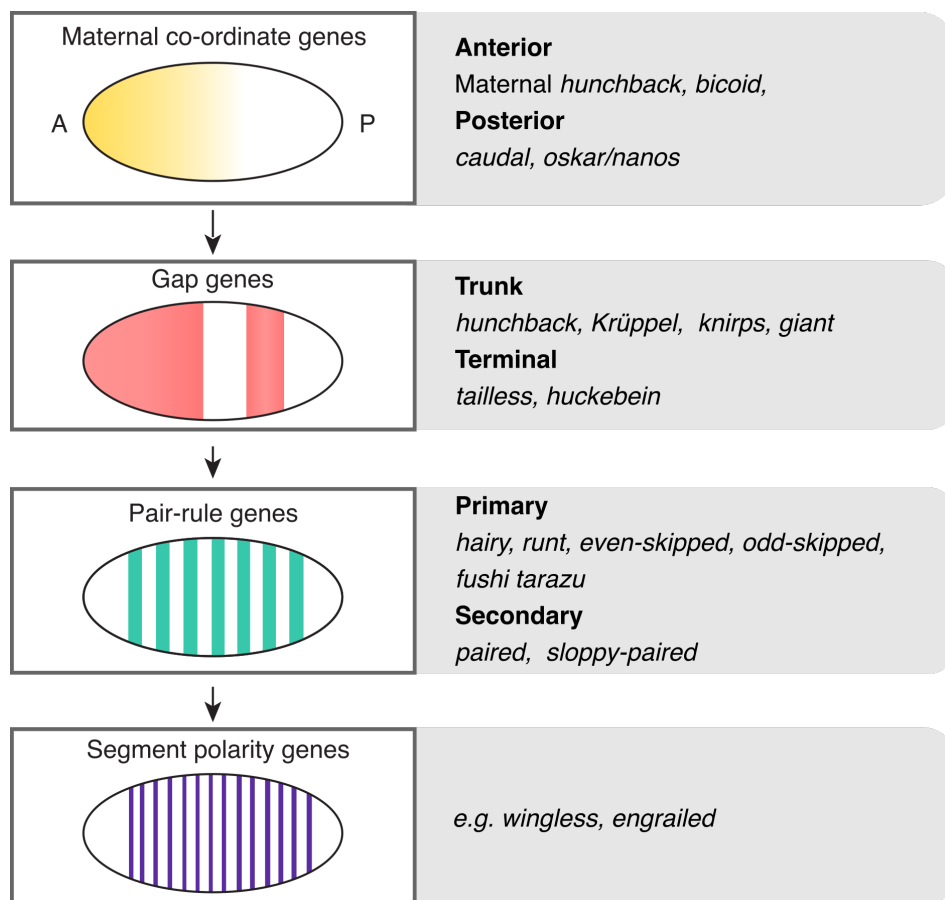 Maternal co-ordinate genes
A
P
Anterior
Maternal hunchback, bicoid,
Posterior
caudal, oskar/nanos
Gap genes
Trunk
hunchback, Krüppel, knirps, giant
Terminal
tailless, huckebein
Pair-rule genes
Primary
hairy, runt, even-skipped, odd-skipped,
fushi tarazu
Secondary
paired, sloppy-paired
Segment polarity genes
e.g. wingless, engrailed